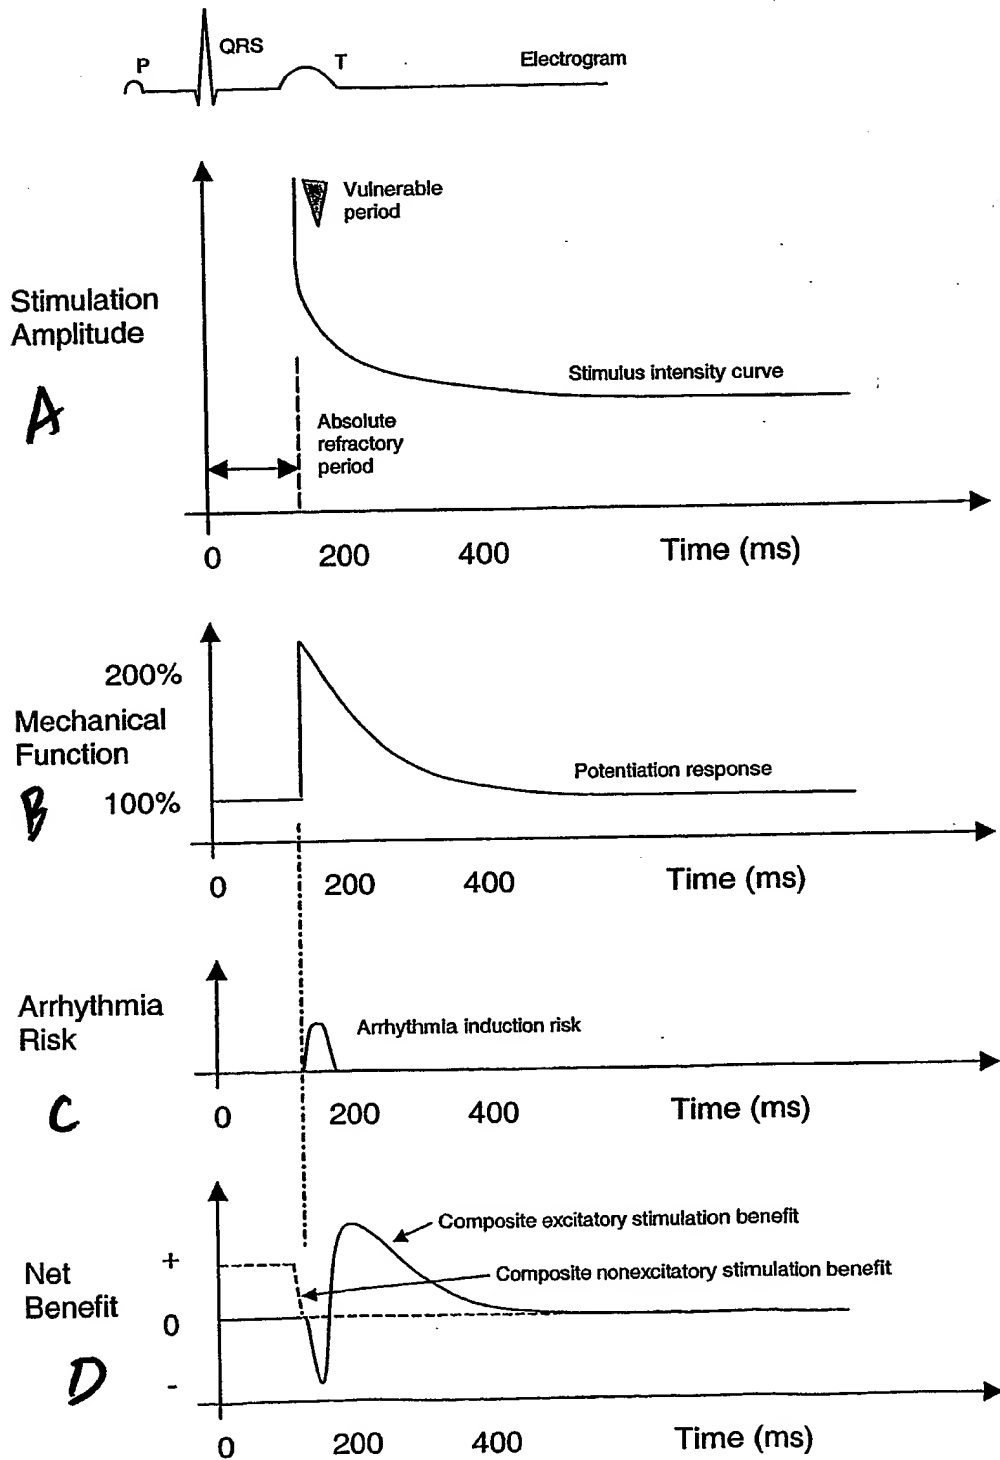 P
QRS
T
Electrogram
Vulnerable
period
Stimulation
Amplitude
A
Stimulus intensity curve
Absolute
refractory
period
0 200 400 Time (ms)
200%
Mechanical
Function
B
100%
Potentiation response
0 200 400 Time (ms)
Arrhythmia
Risk
Arrhythmia induction risk
C
0 200 400 Time (ms)
Composite excitatory stimulation benefit
+
Composite nonexcitatory stimulation benefit
Net
Benefit
0
D
-
0 200 400 Time (ms)